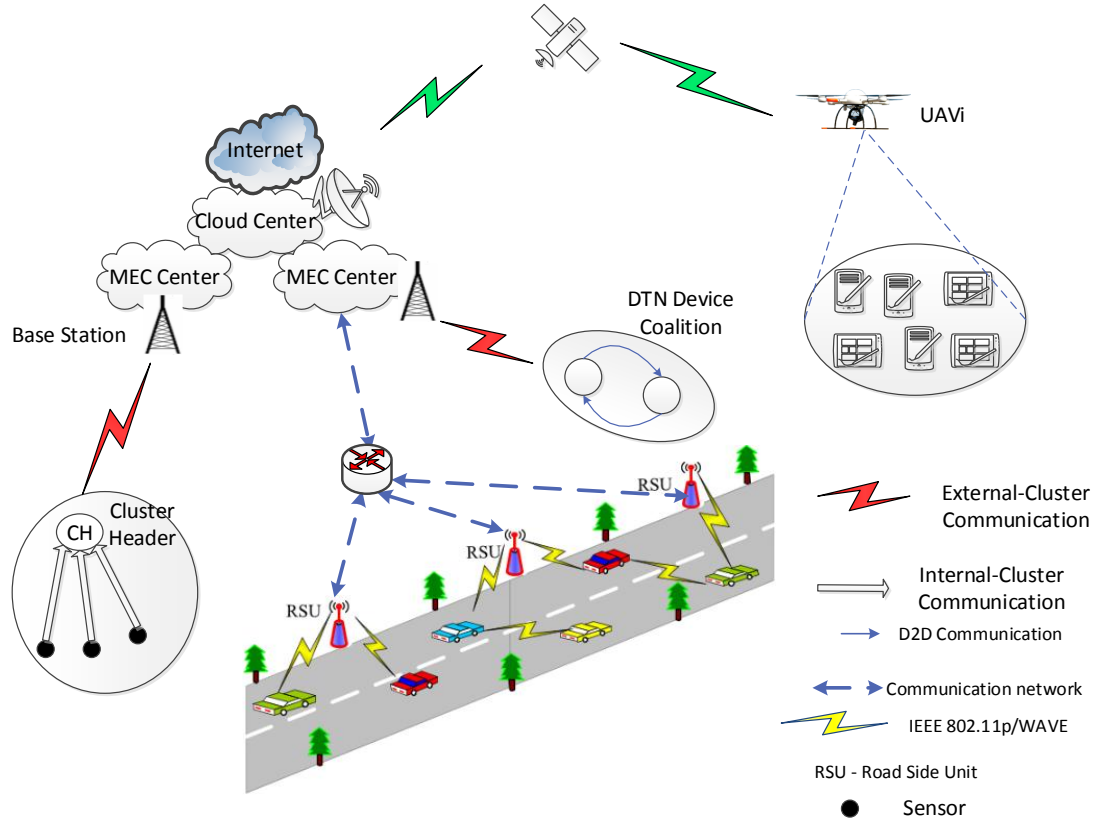 UAVi
Internet
Cloud Center
MEC Center
MEC Center
Base Station
DTN Device
Coalition
Cluster
Header
CH
RSU
RSU
RSU
External-Cluster
Communication
Internal-Cluster
Communication
D2D Communication
Communication network
IEEE 802.11p/WAVE
RSU - Road Side Unit
Sensor